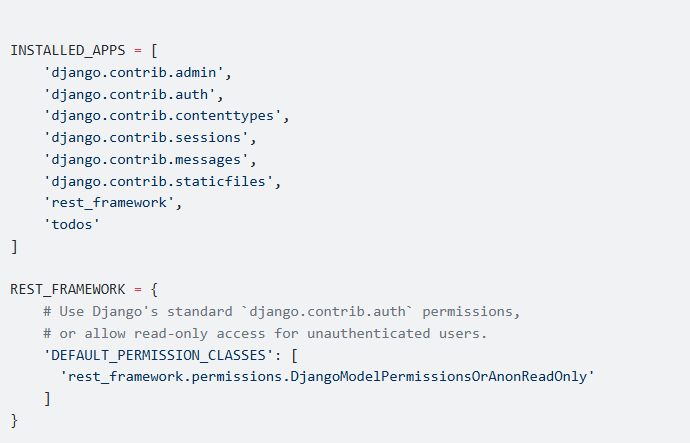 INSTALLED_APPS = [
    'django.contrib.admin',
    'django.contrib.auth',
    'django.contrib.contenttypes',
    'django.contrib.sessions',
    'django.contrib.messages',
    'django.contrib.staticfiles',
    'rest_framework',
    'todos'
]
REST_FRAMEWORK = {
    # Use Django's standard `django.contrib.auth` permissions,
    # or allow read-only access for unauthenticated users.
    'DEFAULT_PERMISSION_CLASSES': [
      'rest_framework.permissions.DjangoModelPermissionsOrAnonReadOnly'
    ]
}